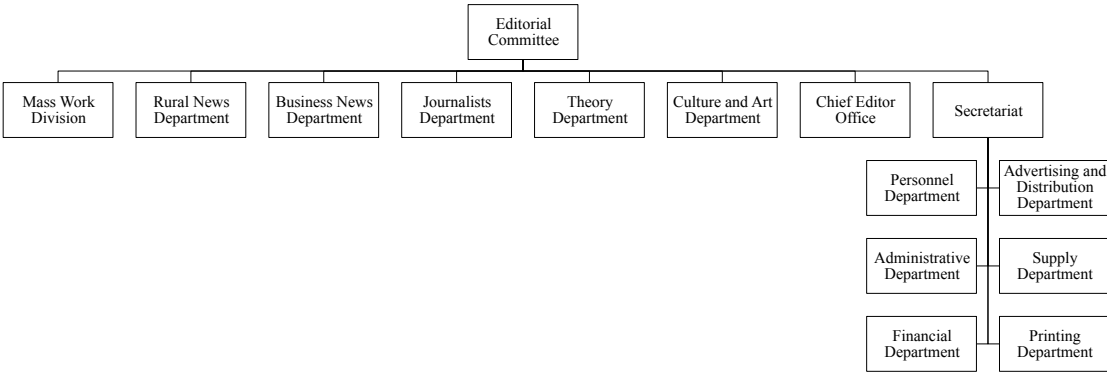 Editorial
Committee
Mass Work
Division
Rural News
Department
Business News
Department
Journalists
Department
Theory
Department
Culture and Art
Department
Chief Editor
Office
Secretariat
Personnel
Department
Advertising and
Distribution
Department
Administrative
Department
Supply
Department
Financial
Department
Printing
Department